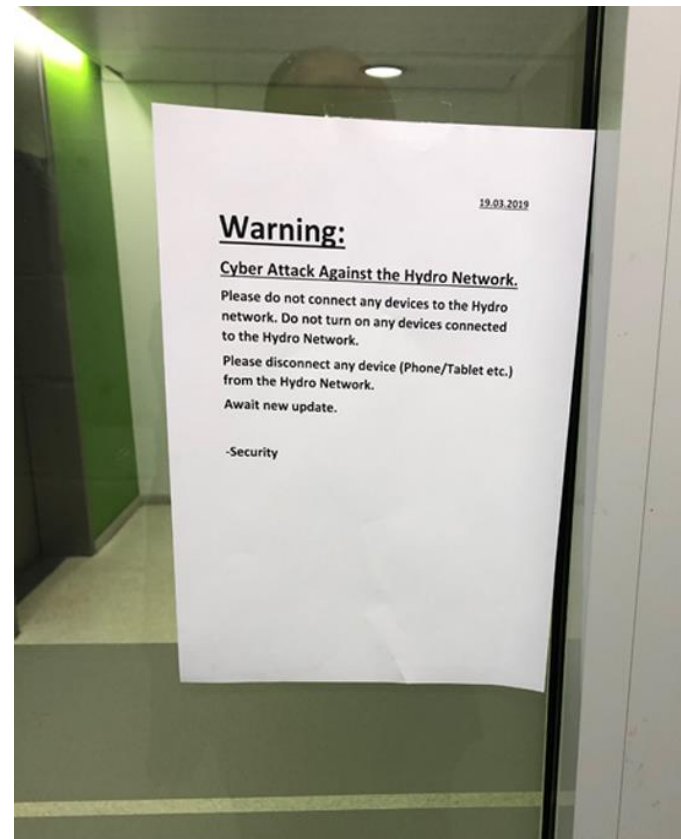 19.03.2019
Warning:
Cyber Attack Against the Hydro Network.
Please do not connect any devices to the Hydro
network. Do not turn on any devices connected
to the Hydro Network.
Please disconnect any device (Phone/Tablet etc.)
from the Hydro Network.
Await new update.
-Security